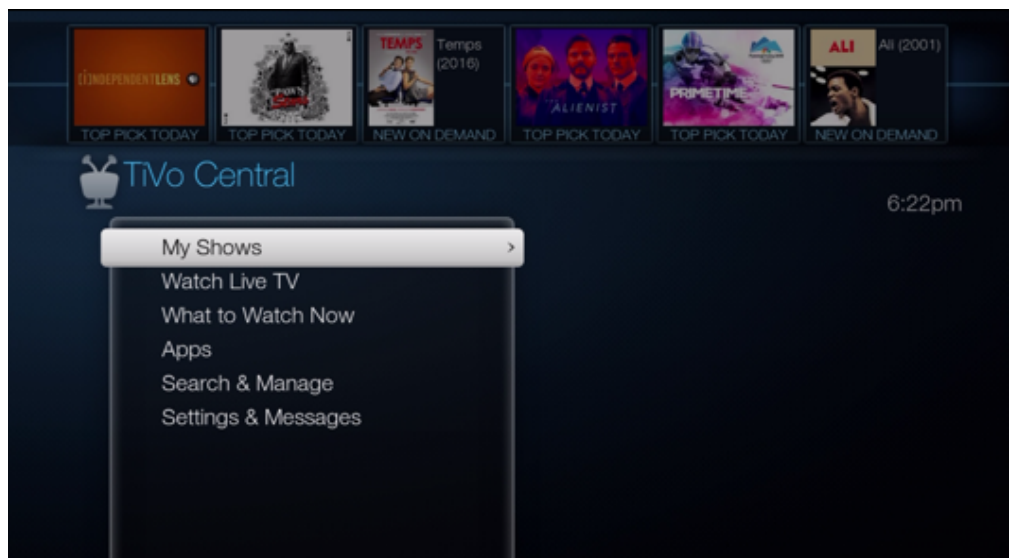 INDEPENDENTLENS
TOP PICK TODAY
TOP PICK TODAY
TEMPS
Temps
(2016)
NEW ON DEMAND
ALIENIST
TOP PICK TODAY
PRIMETIME
TOP PICK TODAY
ALI
Ali (2001)
NEW ON DEMAND
TiVo Central
6:22pm
My Shows
Watch Live TV
What to Watch Now
Apps
Search & Manage
Settings & Messages